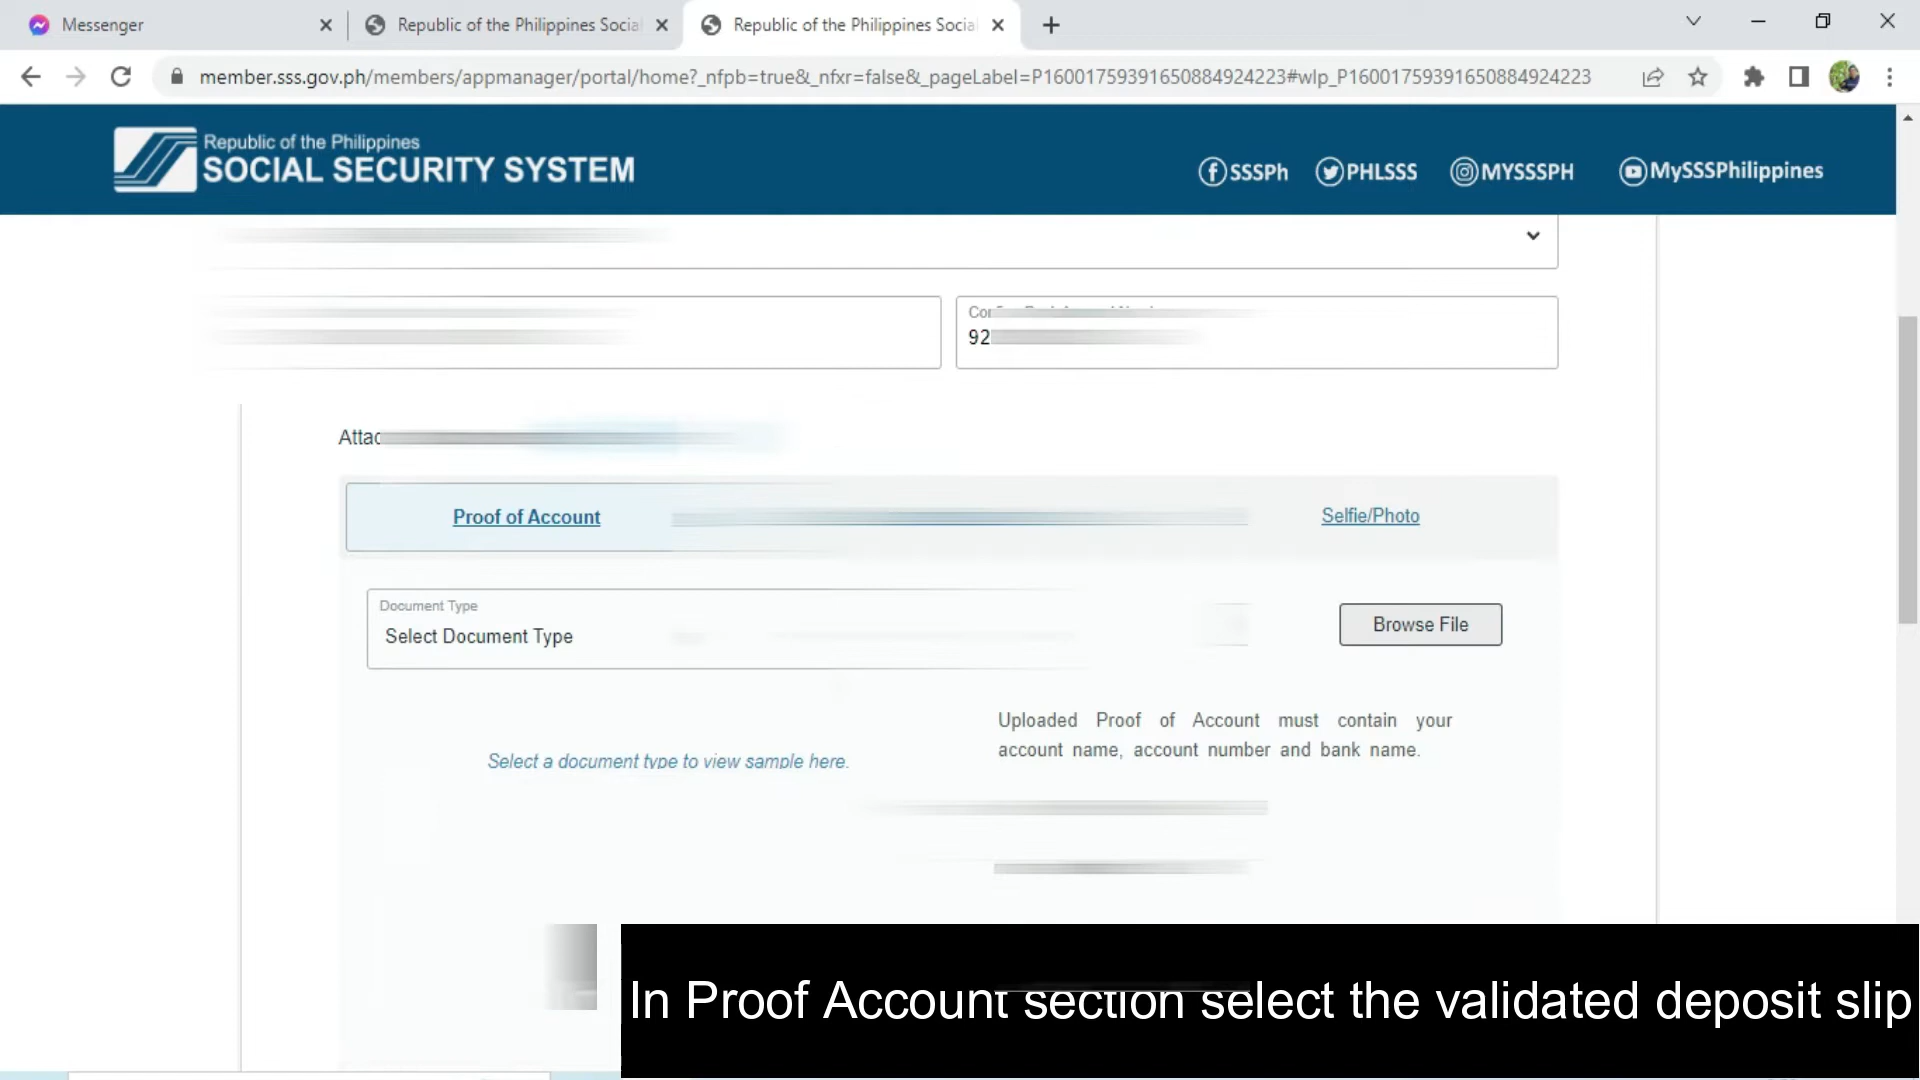 Messenger
Republic of the Philippines Socia
Republic of the Philippines Socia
member.sss.gov.ph/members/appmanager/portal/home?_nfpb=true&_nfxr=false&_pageLabel=P16001759391650884924223#wlp_P16001759391650884924223
Republic of the Philippines
SOCIAL SECURITY SYSTEM
SSSPh
PHLSSS
MYSSSPH
MySSSPhilippines
92
Proof of Account
Selfie/Photo
Document Type
Select Document Type
Browse File
Uploaded Proof of Account must contain your
account name, account number and bank name.
Select a document type to view sample here.
In Proof Account section select the validated deposit slip